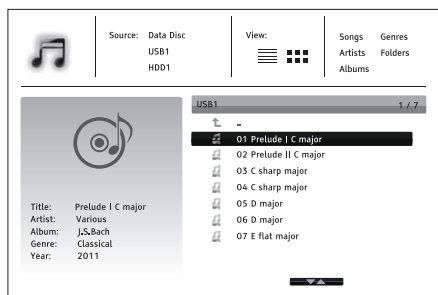 Source: Data Disc
USB1
HDD1
View:
Songs Genres
Artists Folders
Albums
USB1 1 / 7
01 Prelude I C major
02 Prelude II C major
03 C sharp major
04 C sharp major
05 D major
06 D major
07 E flat major
Title: Prelude I C major
Artist: Various
Album: J.S.Bach
Genre: Classical
Year: 2011